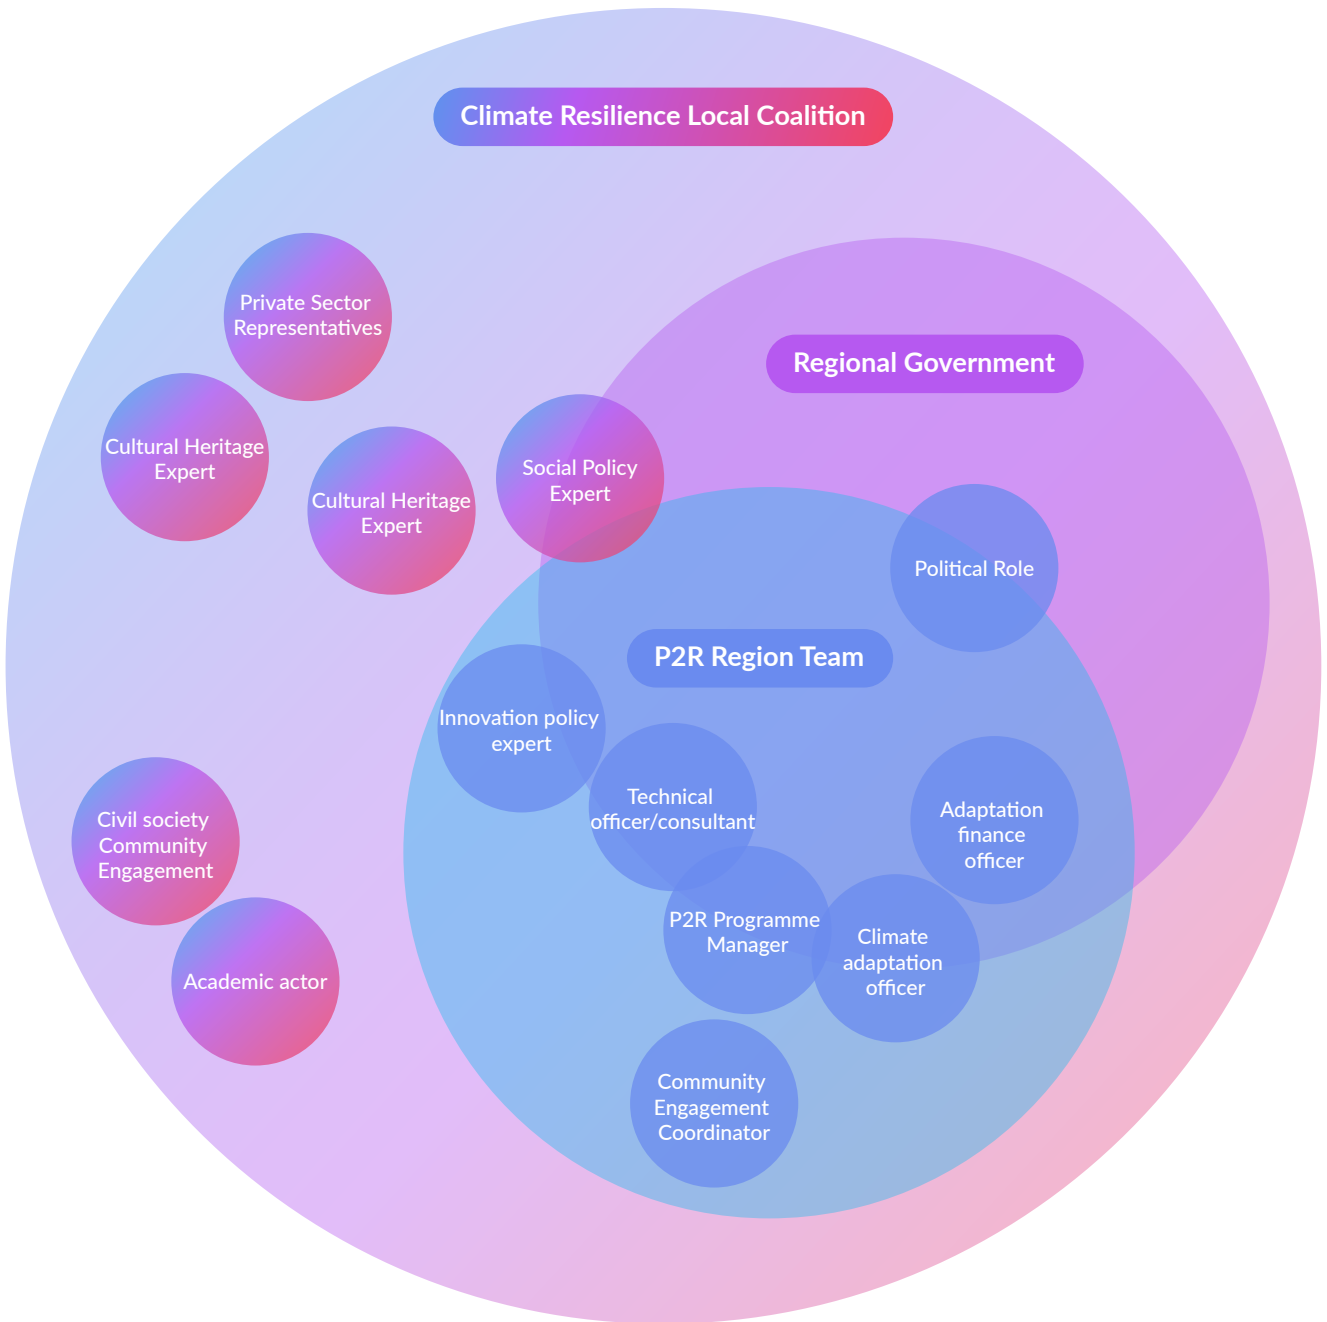 Climate Resilience Local Coalition
Private Sector
Representatives
Regional Government
Cultural Heritage
Expert
Cultural Heritage
Expert
Social Policy
Expert
Political Role
P2R Region Team
Innovation policy
expert
Technical
officer/consultant
Adaptation
finance
officer
Civil society
Community
Engagement
P2R Programme
Manager
Climate
adaptation
officer
Academic actor
Community
Engagement
Coordinator